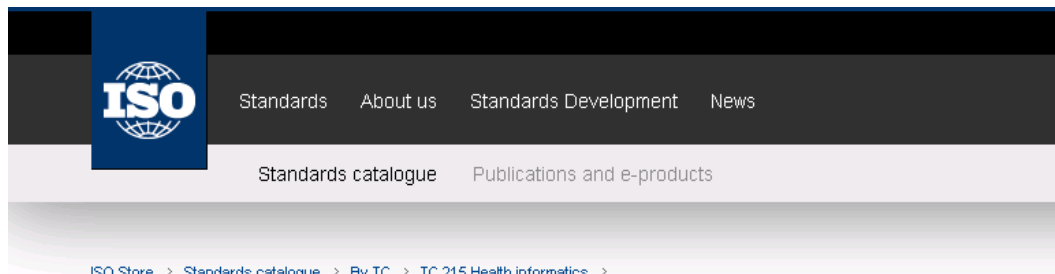 ISO
Standards About us Standards Development News
Standards catalogue Publications and e-products
ISO Store > Standards catalogue > By TC > TC 215 Health informatics >